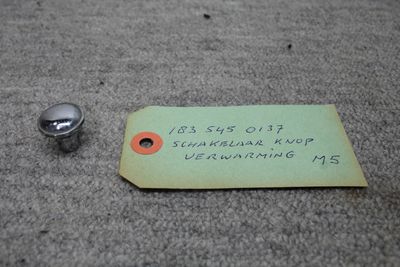 183 545 0137
SCHAKELAAR KNOP
VERWARMING M5